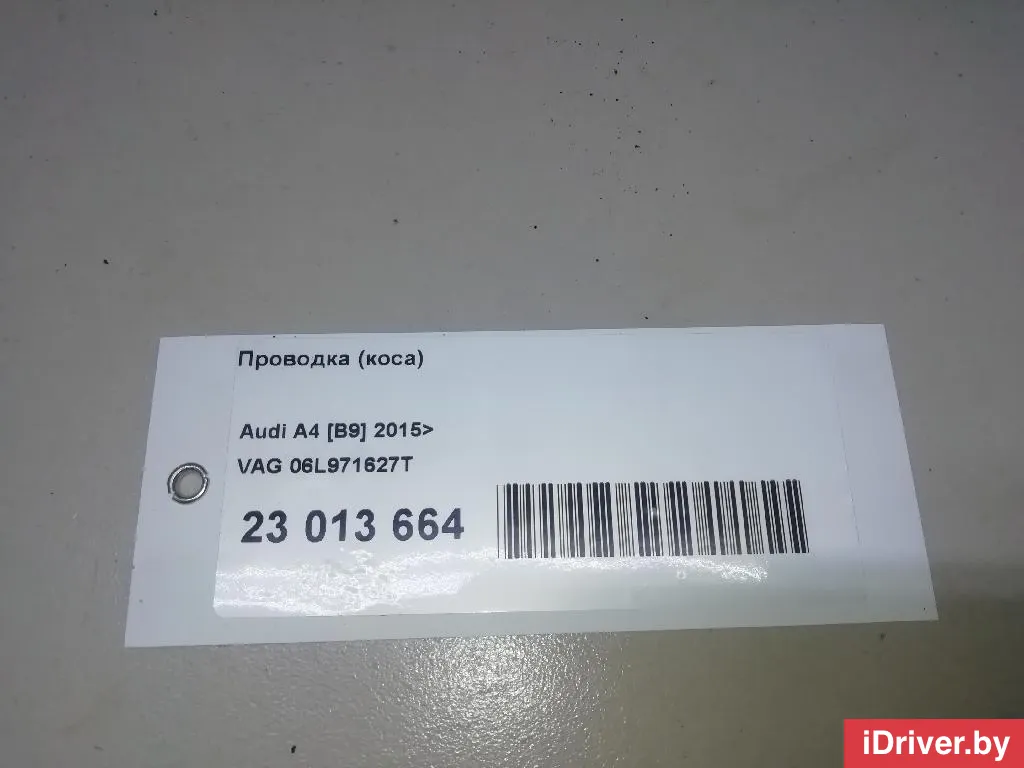 Проводка (коса)
Audi A4 [B9] 2015>
VAG 06L971627T
23 013 664
iDriver.by